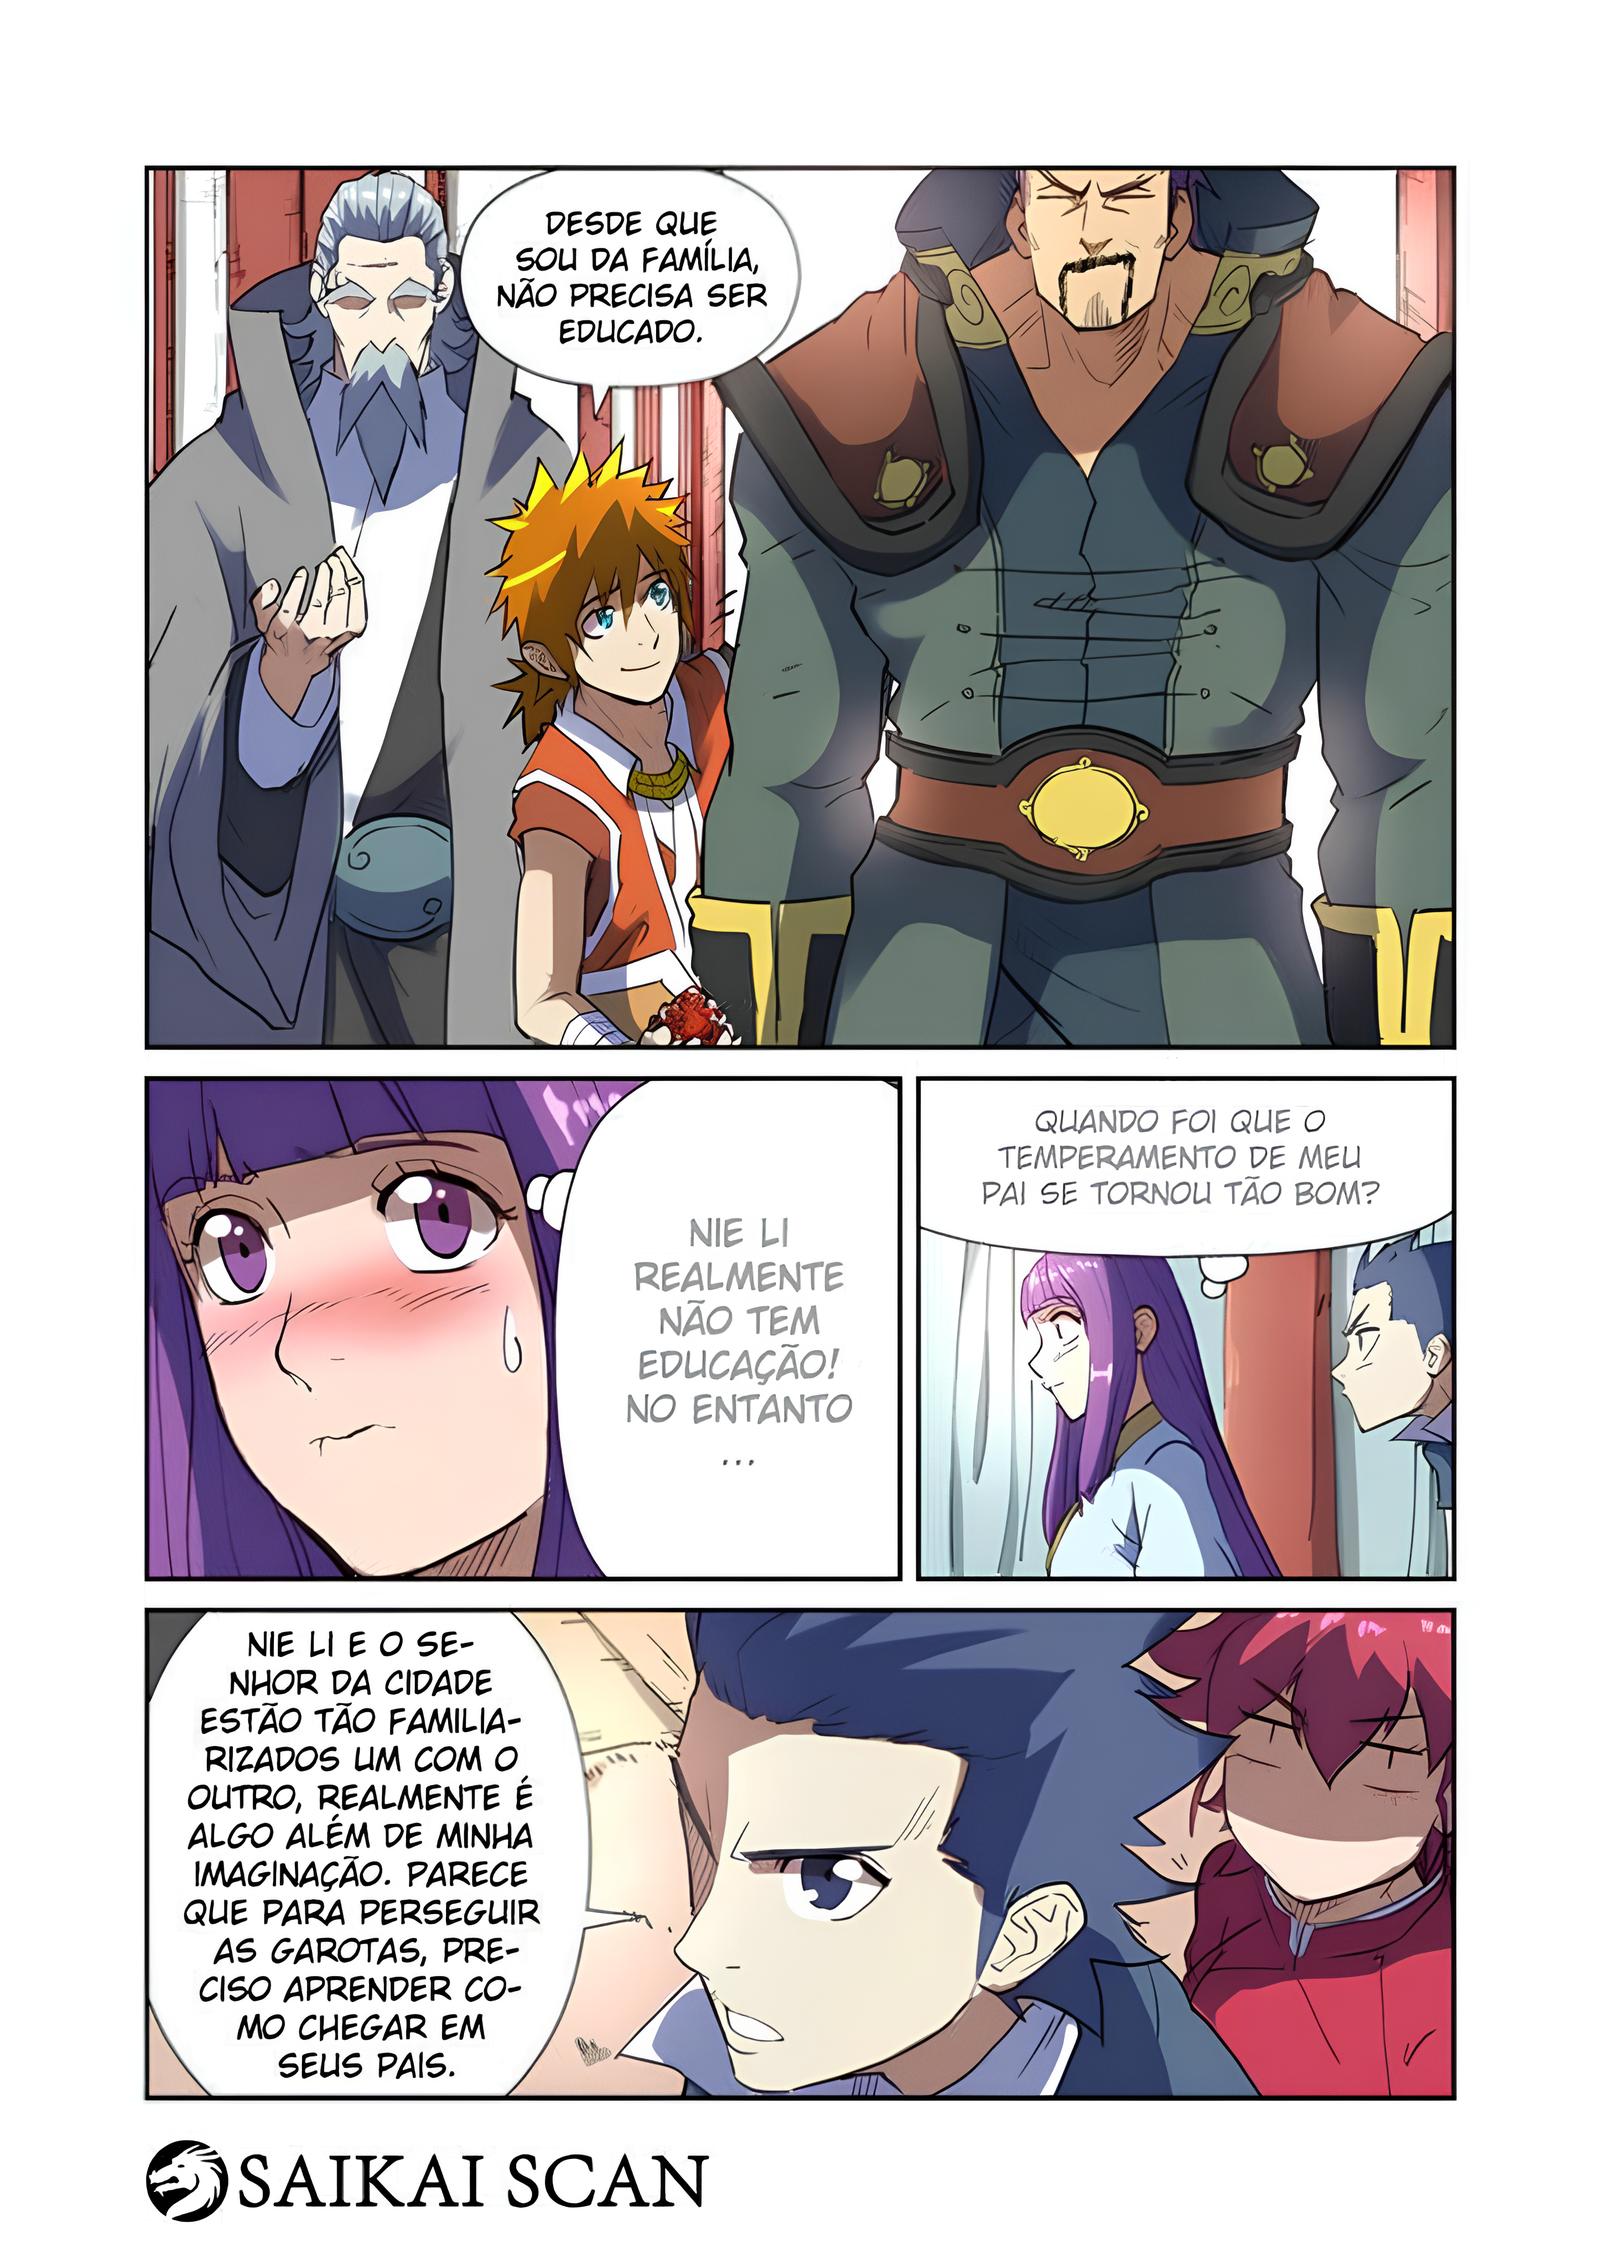 DESDE QUE
SOU DA FAMÍLIA,
NÃO PRECISA SER
EDUCADO.
NIE LI
REALMENTE
NÃO TEM
EDUCAÇÃO!
NO ENTANTO
...
QUANDO FOI QUE O
TEMPERAMENTO DE MEU
PAI SE TORNOU TÃO BOM?
NIE LI E O SE-
NHOR DA CIDADE
ESTÃO TÃO FAMILIA-
RIZADOS UM COM O
OUTRO, REALMENTE É
ALGO ALÉM DE MINHA
IMAGINAÇÃO. PARECE
QUE PARA PERSEGUIR
AS GAROTAS, PRE-
CISO APRENDER CO-
MO CHEGAR EM
SEUS PAIS.
SAIKAI SCAN